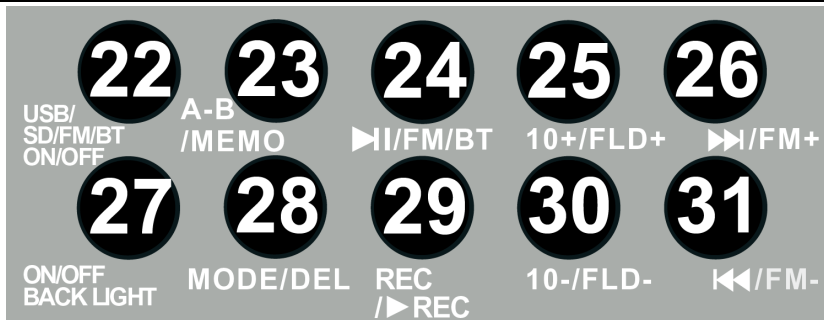 22 23 24 25 26
USB/
SD/FM/BT
ON/OFF
A-B
/MEMO
▶II/FM/BT
10+/FLD+
▶▶I/FM+
27 28 29 30 31
ON/OFF
BACK LIGHT
MODE/DEL
REC
/▶REC
10-/FLD-
I◀◀/FM-